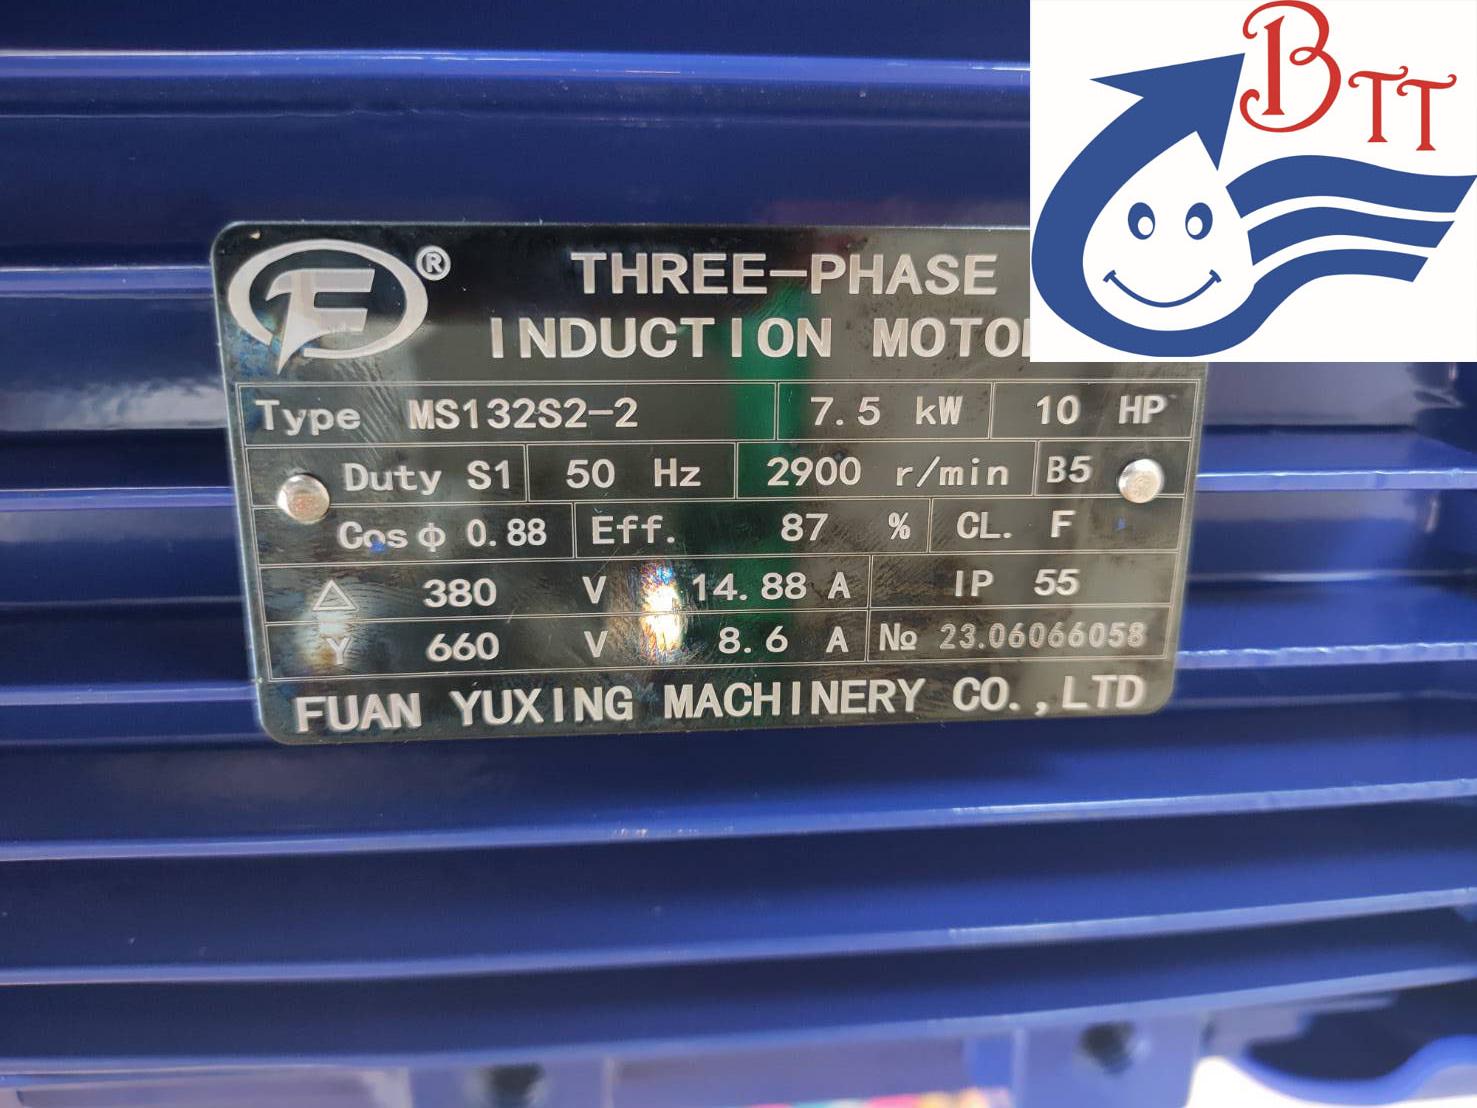 BTT
®
THREE-PHASE
INDUCTION MOTO
Type MS132S2-2 7.5 kW 10 HP
Duty S1 50 Hz 2900 r/min B5
Cos ϕ 0.88 Eff. 87 % CL. F
△ 380 V 14.88 A IP 55
Y 660 V 8.6 A № 23.06066058
FUAN YUXING MACHINERY CO.,LTD